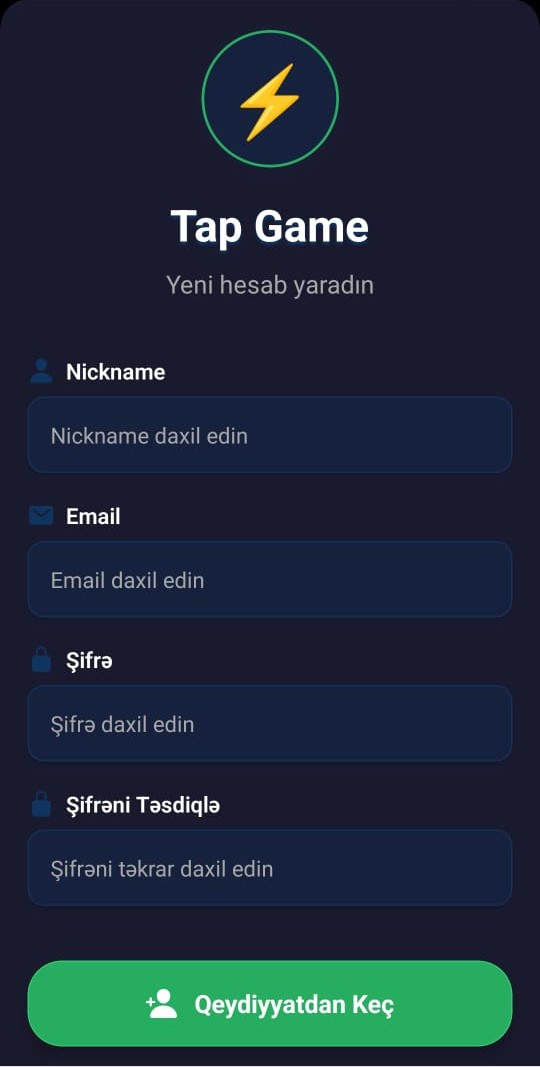 Tap Game
Yeni hesab yaradın
Nickname
Nickname daxil edin
Email
Email daxil edin
Şifrə
Şifrə daxil edin
Şifrəni Təsdiqlə
Şifrəni təkrar daxil edin
Qeydiyyatdan Keç